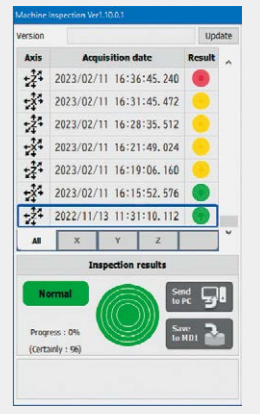 Machine Inspection Ver1.10.0.1
Version Update
Axis Acquisition date Result
2023/02/11 16:36:45.240
2023/02/11 16:31:45.472
2023/02/11 16:28:35.512
2023/02/11 16:21:49.024
2023/02/11 16:19:06.160
2023/02/11 16:15:52.576
2022/11/13 11:31:10.112
All X Y Z
Inspection results
Normal
Send to PC
Progress : 0%
(Certainly : 96)
Save to MD1